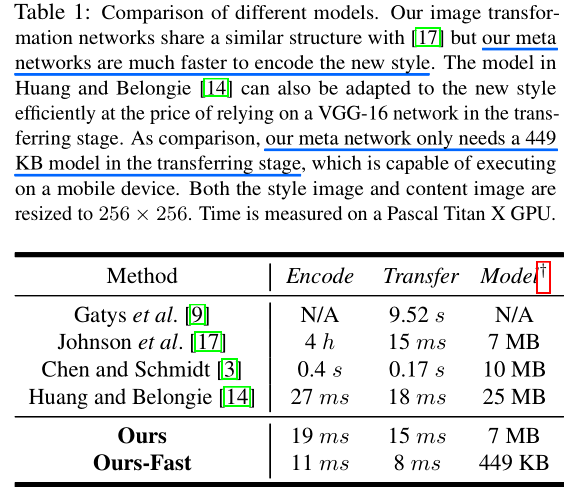 Table 1: Comparison of different models. Our image transfor-
mation networks share a similar structure with [17] but our meta
networks are much faster to encode the new style. The model in
Huang and Belongie [14] can also be adapted to the new style
efficiently at the price of relying on a VGG-16 network in the trans-
ferring stage. As comparison, our meta network only needs a 449
KB model in the transferring stage, which is capable of executing
on a mobile device. Both the style image and content image are
resized to 256 × 256. Time is measured on a Pascal Titan X GPU.
Method Encode Transfer Model†
Gatys et al. [9] N/A 9.52 s N/A
Johnson et al. [17] 4 h 15 ms 7 MB
Chen and Schmidt [3] 0.4 s 0.17 s 10 MB
Huang and Belongie [14] 27 ms 18 ms 25 MB
Ours 19 ms 15 ms 7 MB
Ours-Fast 11 ms 8 ms 449 KB